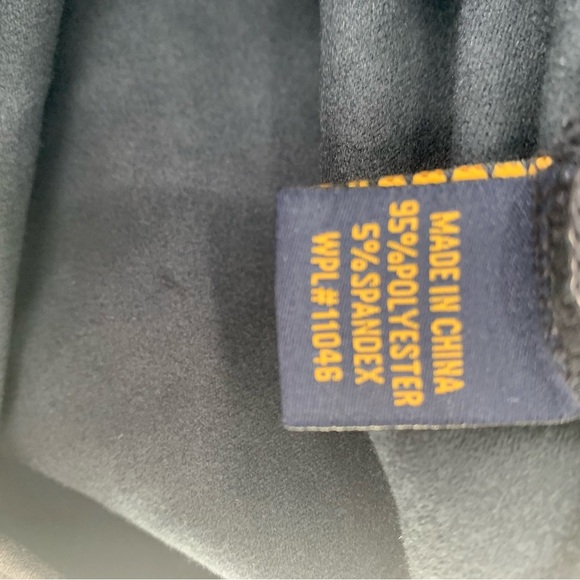 MADE IN CHINA
95%POLYESTER
5%SPANDEX
WPL#11046